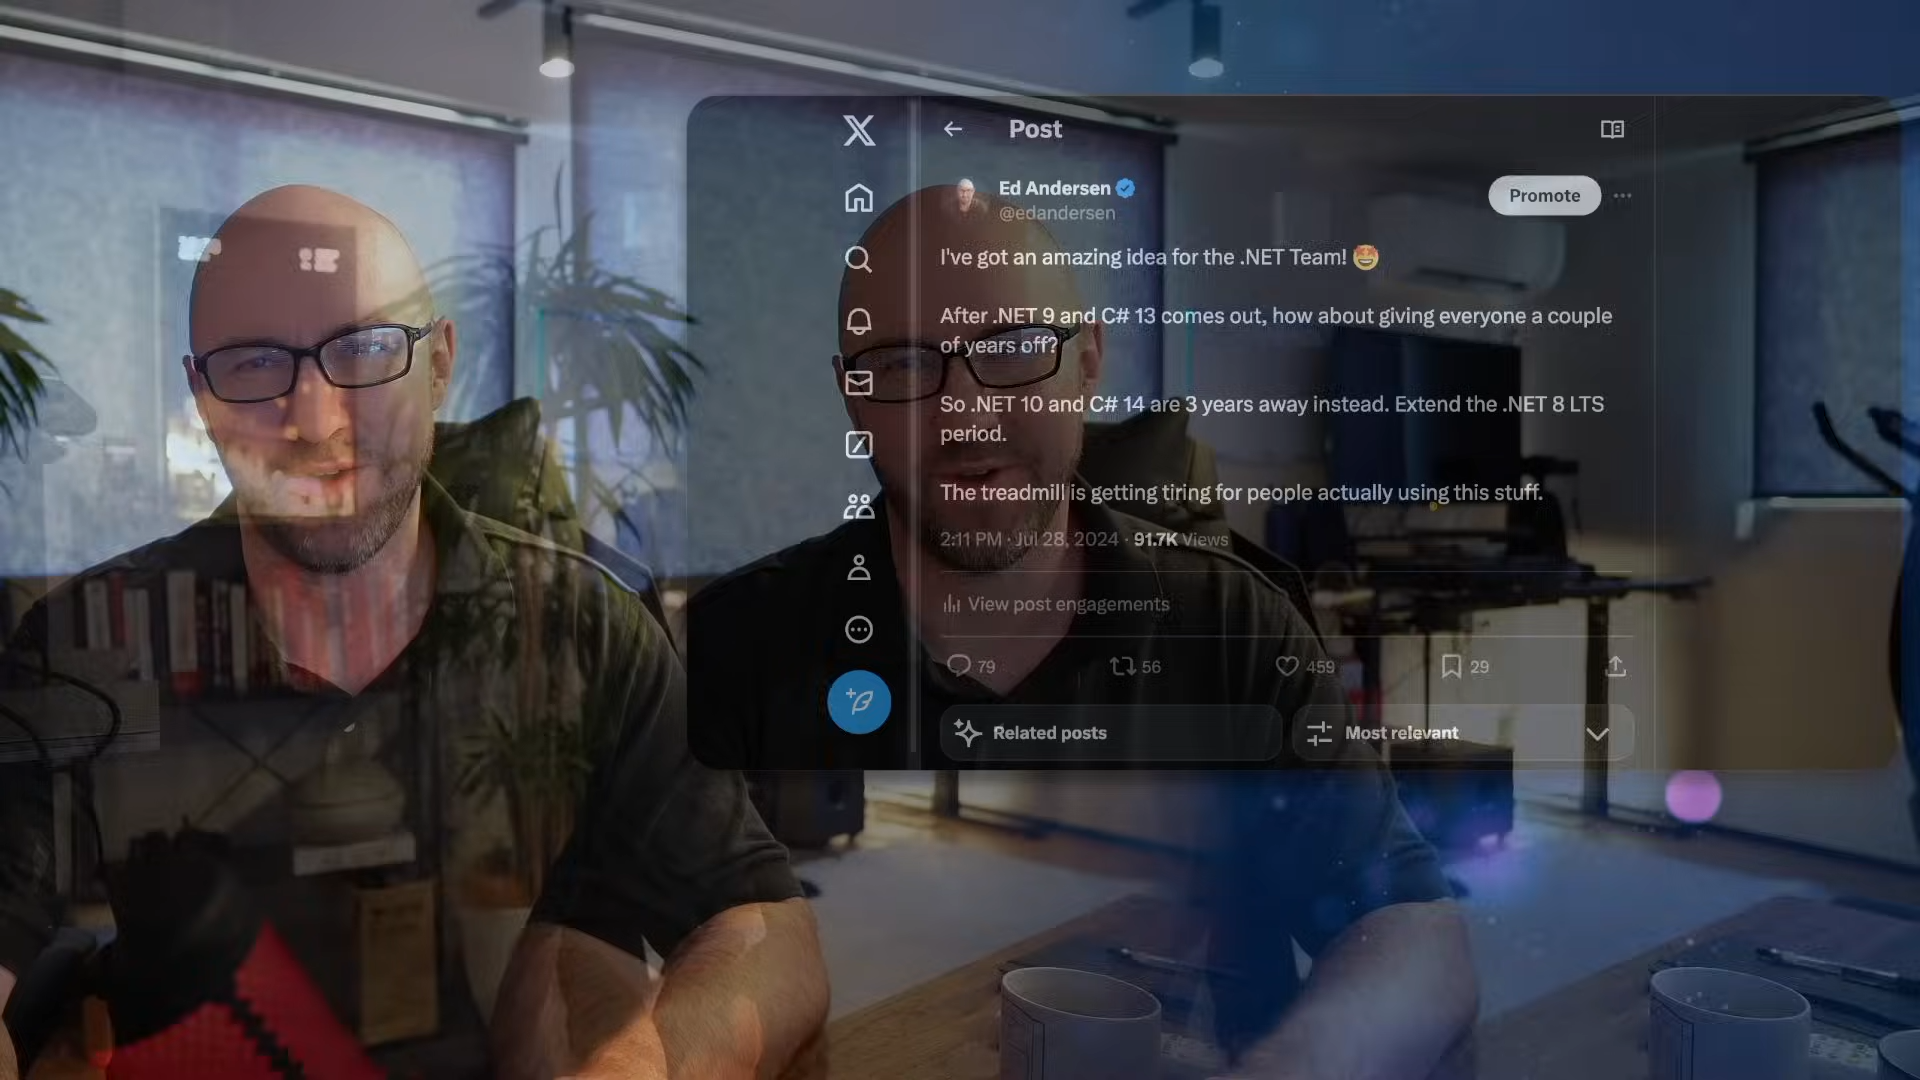 Post
Ed Andersen
@edandersen
Promote
I've got an amazing idea for the .NET Team! 🤩
After .NET 9 and C# 13 comes out, how about giving everyone a couple
of years off?
So .NET 10 and C# 14 are 3 years away instead. Extend the .NET 8 LTS
period.
The treadmill is getting tiring for people actually using this stuff.
2:11 PM · Jul 28, 2024 · 91.7K Views
View post engagements
79 56 459 29
Related posts
Most relevant